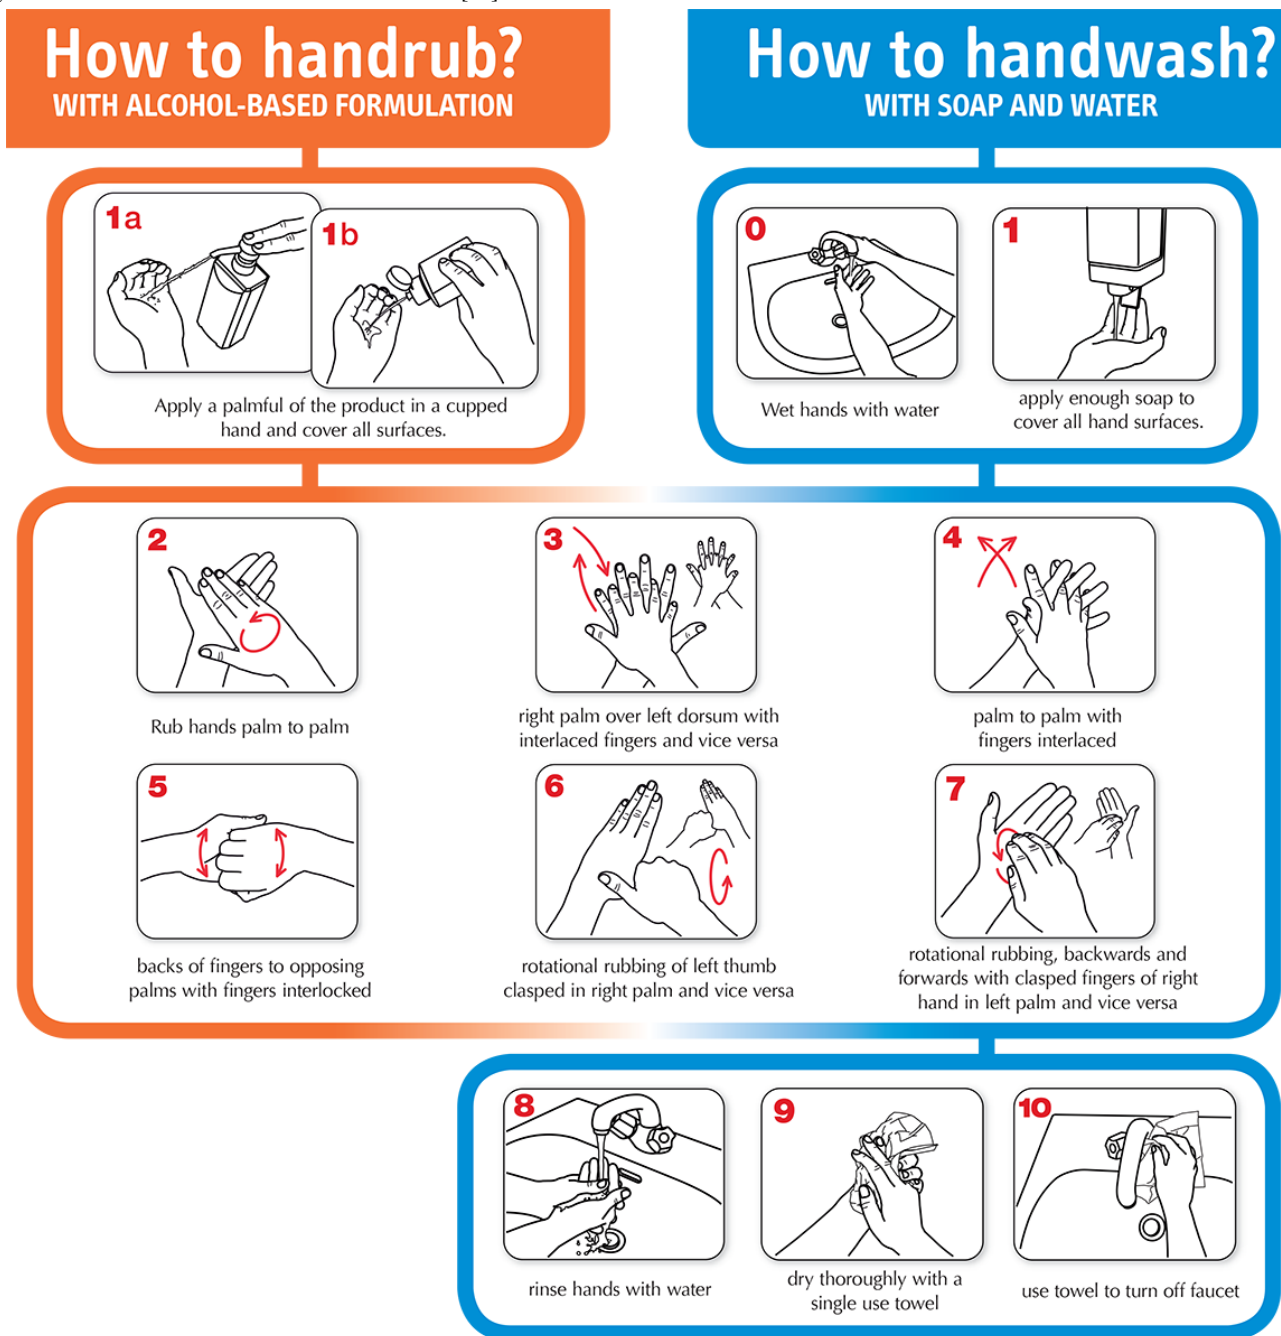 How to handrub?
WITH ALCOHOL-BASED FORMULATION
How to handwash?
WITH SOAP AND WATER
1a
1b
Apply a palmful of the product in a cupped
hand and cover all surfaces.
0
Wet hands with water
1
apply enough soap to
cover all hand surfaces.
2
Rub hands palm to palm
3
right palm over left dorsum with
interlaced fingers and vice versa
4
palm to palm with
fingers interlaced
5
backs of fingers to opposing
palms with fingers interlocked
6
rotational rubbing of left thumb
clasped in right palm and vice versa
7
rotational rubbing, backwards and
forwards with clasped fingers of right
hand in left palm and vice versa
8
rinse hands with water
9
dry thoroughly with a
single use towel
10
use towel to turn off faucet